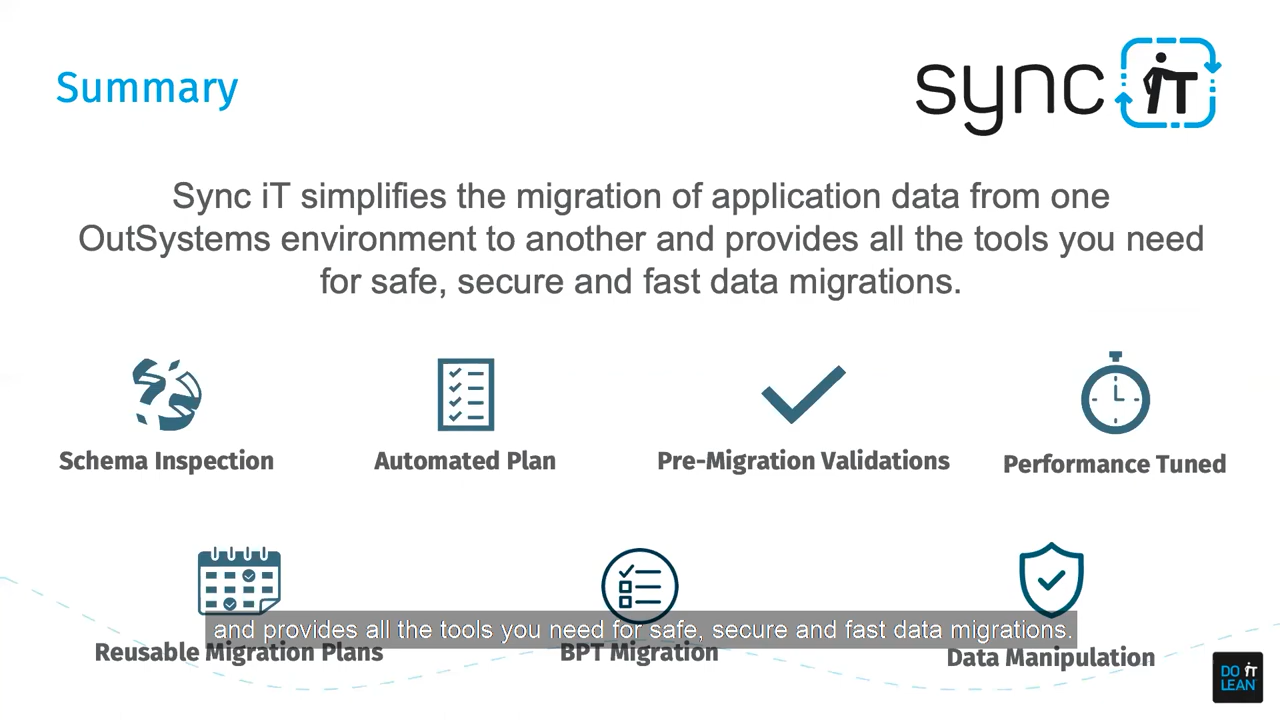 Summary
sync iT
Sync iT simplifies the migration of application data from one
OutSystems environment to another and provides all the tools you need
for safe, secure and fast data migrations.
Schema Inspection
Automated Plan
Pre-Migration Validations
Performance Tuned
and provides all the tools you need for safe, secure and fast data migrations.
Reusable Migration Plans
BPT Migration
Data Manipulation
DO iT
LEAN